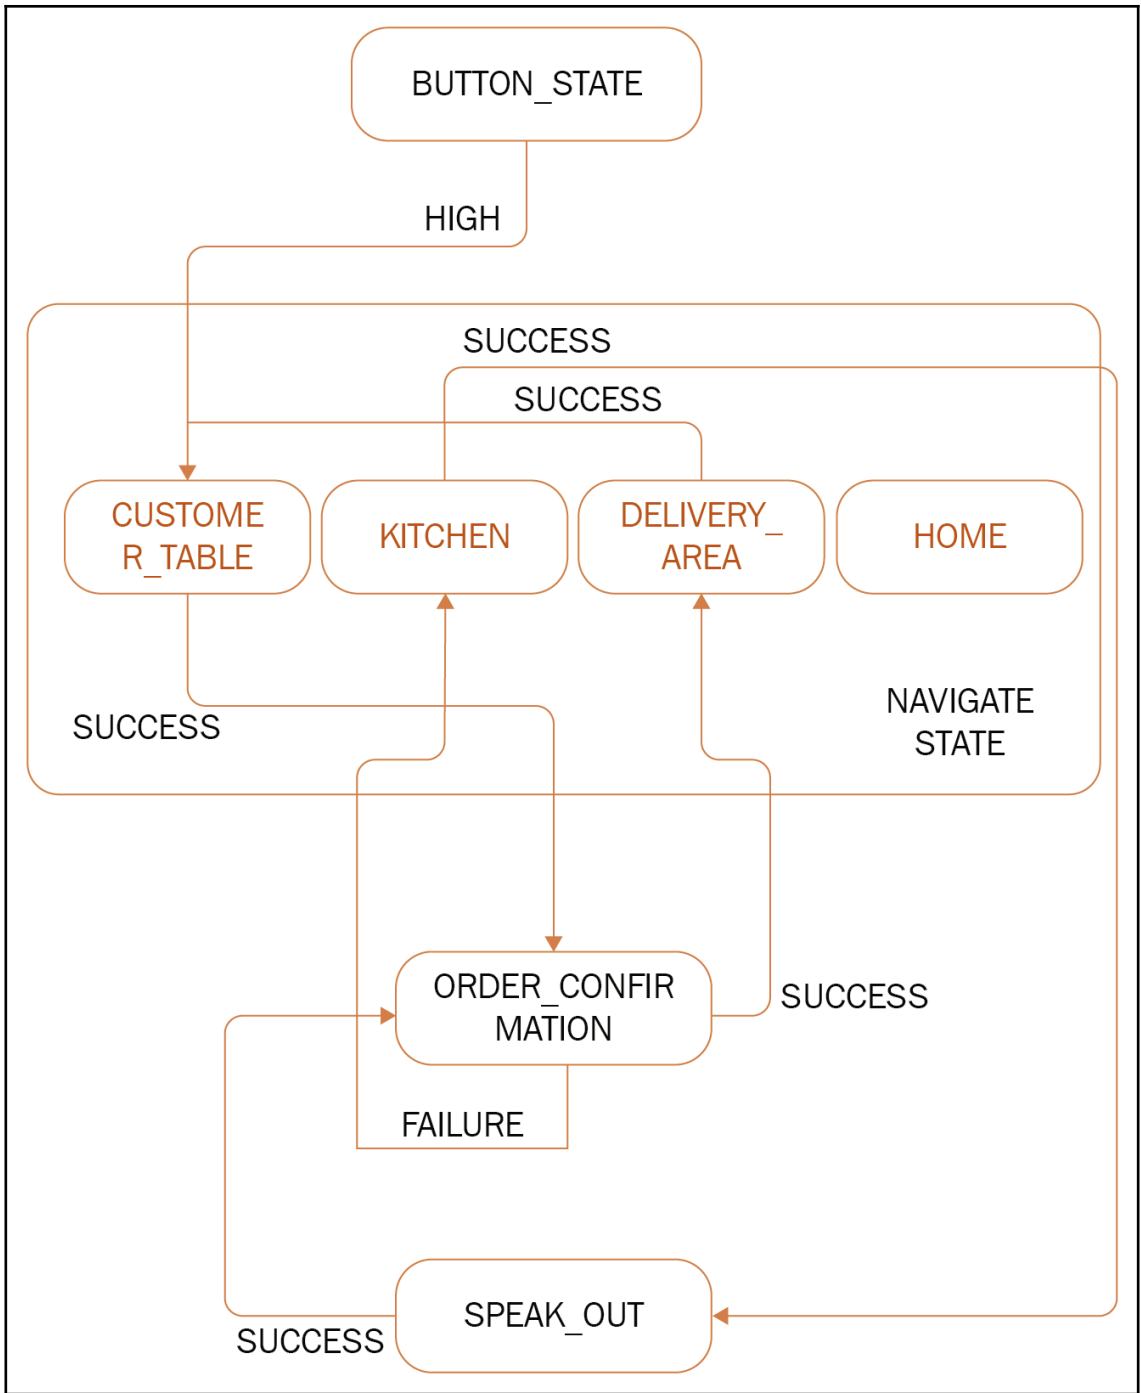 BUTTON_STATE
HIGH
SUCCESS
SUCCESS
CUSTOME
R_TABLE
KITCHEN
DELIVERY_
AREA
HOME
NAVIGATE
STATE
SUCCESS
ORDER_CONFIR
MATION
SUCCESS
FAILURE
SPEAK_OUT
SUCCESS